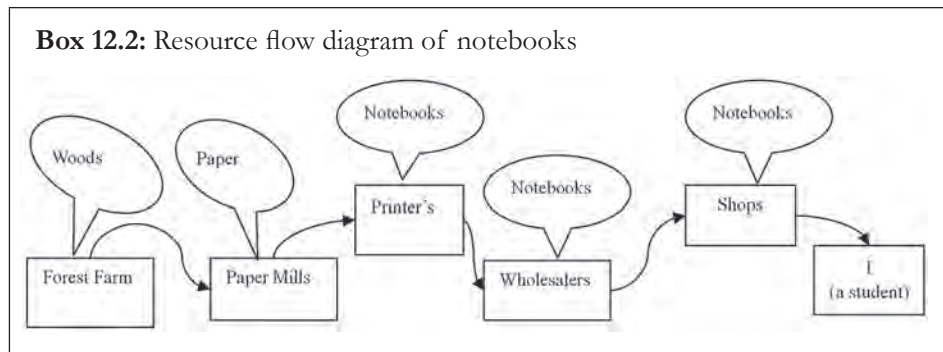 Box 12.2: Resource flow diagram of notebooks
Woods
Paper
Notebooks
Notebooks
Notebooks
Forest Farm
Paper Mills
Printer's
Wholesalers
Shops
I
(a student)